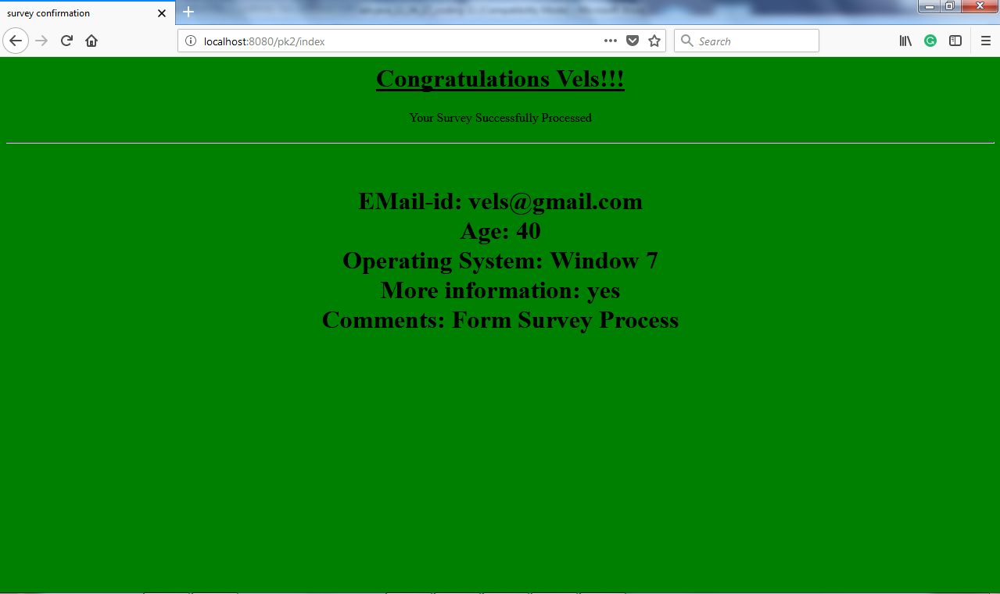 survey confirmation
localhost:8080/pk2/index
Search
Congratulations Vels!!!
Your Survey Successfully Processed
EMail-id: vels@gmail.com
Age: 40
Operating System: Window 7
More information: yes
Comments: Form Survey Process